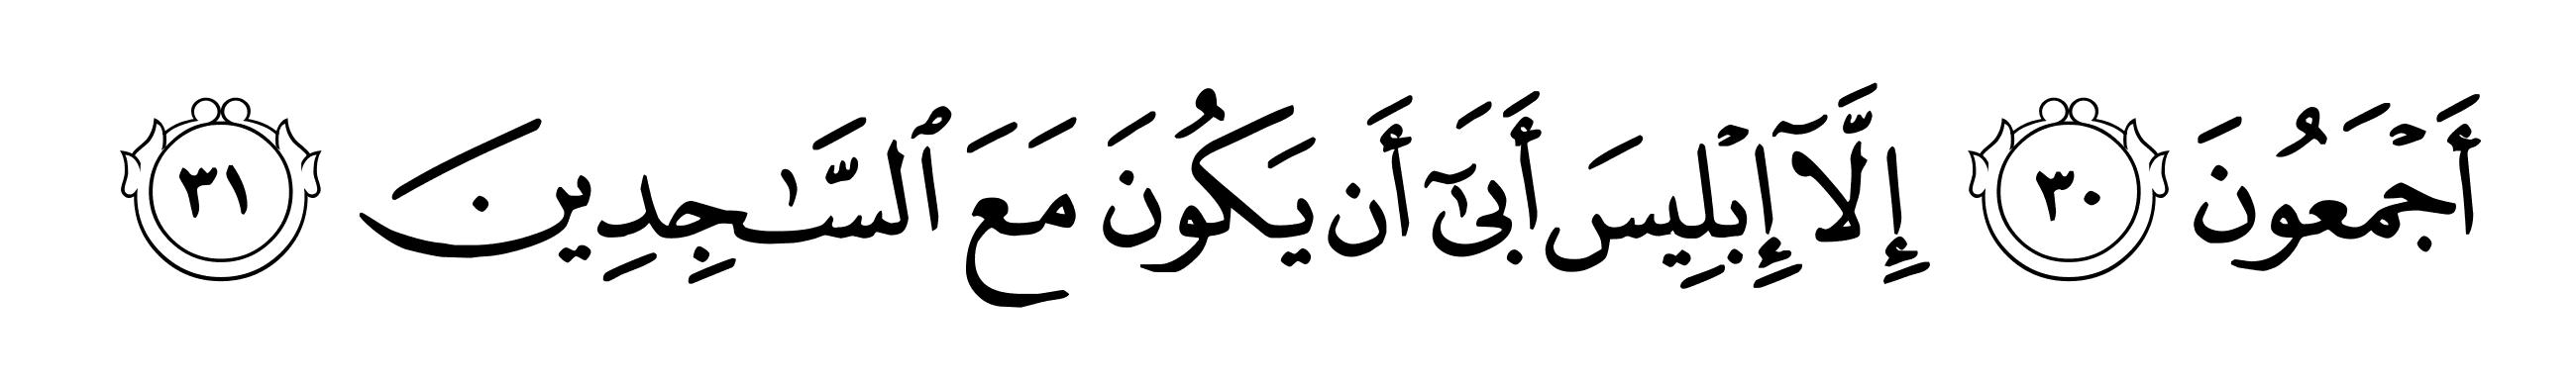 أَجْمَعُونَ ٣٠ إِلَّآ إِبْلِيسَ أَبَىٰٓ أَن يَكُونَ مَعَ ٱلسَّـٰجِدِينَ ٣١